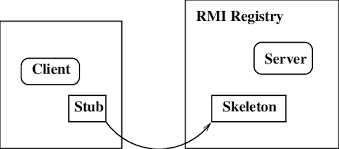 RMI Registry
Client
Server
Stub
Skeleton